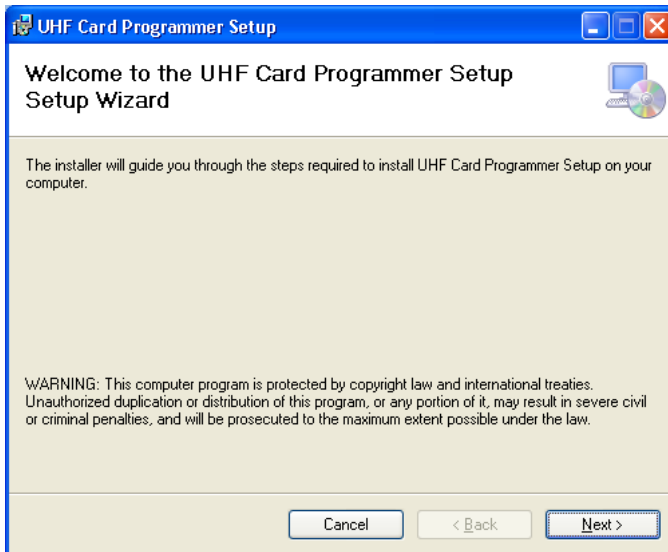 UHF Card Programmer Setup
Welcome to the UHF Card Programmer Setup
Setup Wizard
The installer will guide you through the steps required to install UHF Card Programmer Setup on your
computer.
WARNING: This computer program is protected by copyright law and international treaties.
Unauthorized duplication or distribution of this program, or any portion of it, may result in severe civil
or criminal penalties, and will be prosecuted to the maximum extent possible under the law.
Cancel
< Back
Next >